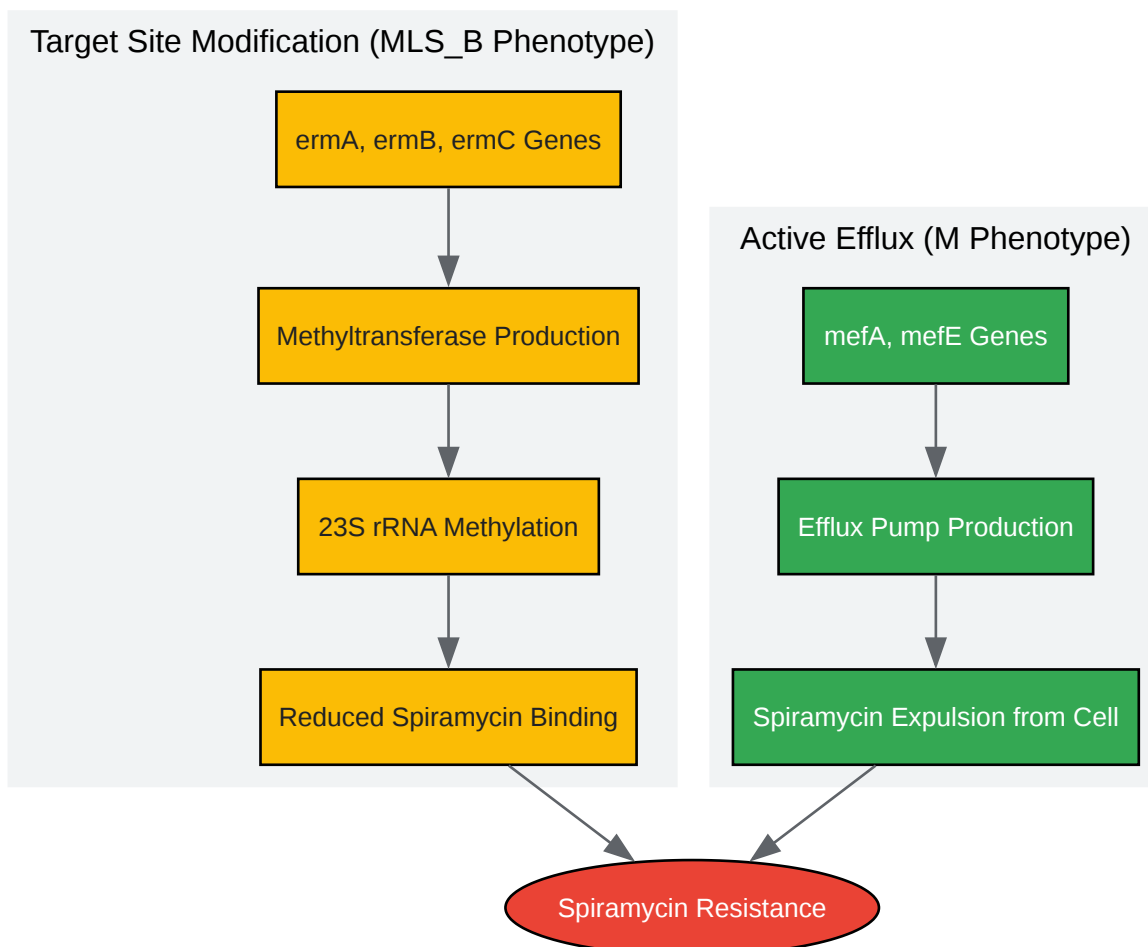 Target Site Modification (MLS_B Phenotype)
ermA, ermB, ermC Genes
Methyltransferase Production
23S rRNA Methylation
Reduced Spiramycin Binding
Active Efflux (M Phenotype)
mefA, mefE Genes
Efflux Pump Production
Spiramycin Expulsion from Cell
Spiramycin Resistance